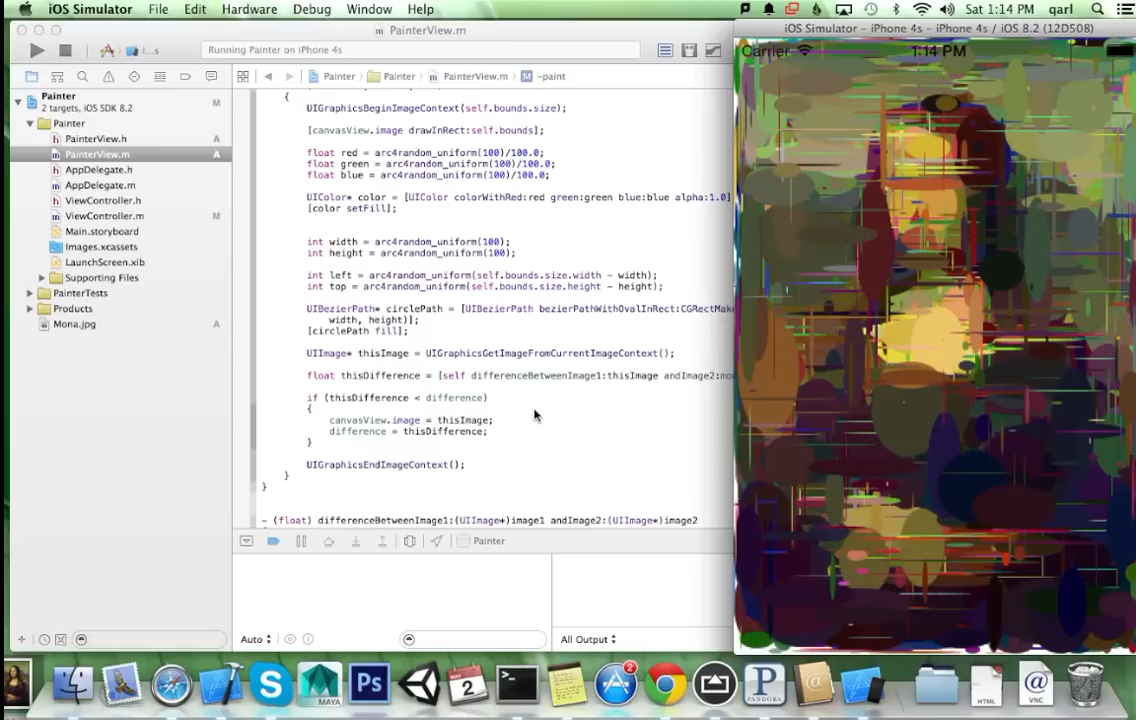 iOS Simulator File Edit Hardware Debug Window Help Sat 1:14 PM qarl
PainterView.m
iOS Simulator - iPhone 4s - iPhone 4s / iOS 8.2 (12D508)
i...s Running Painter on iPhone 4s
Carrier 1:14 PM
Painter Painter PainterView.m M -paint
Painter M
2 targets, iOS SDK 8.2
Painter
h PainterView.h A
m PainterView.m A
h AppDelegate.h
m AppDelegate.m
h ViewController.h
m ViewController.m M
Main.storyboard
Images.xcassets
LaunchScreen.xib
Supporting Files
PainterTests
Products
Mona.jpg A
{
UIGraphicsBeginImageContext(self.bounds.size);
[canvasView.image drawInRect:self.bounds];
float red = arc4random_uniform(100)/100.0;
float green = arc4random_uniform(100)/100.0;
float blue = arc4random_uniform(100)/100.0;
UIColor* color = [UIColor colorWithRed:red green:green blue:blue alpha:1.0]
[color setFill];
int width = arc4random_uniform(100);
int height = arc4random_uniform(100);
int left = arc4random_uniform(self.bounds.size.width - width);
int top = arc4random_uniform(self.bounds.size.height - height);
UIBezierPath* circlePath = [UIBezierPath bezierPathWithOvalInRect:CGRectMak
width, height)];
[circlePath fill];
UIImage* thisImage = UIGraphicsGetImageFromCurrentImageContext();
float thisDifference = [self differenceBetweenImage1:thisImage andImage2:mo
if (thisDifference < difference)
{
canvasView.image = thisImage;
difference = thisDifference;
}
UIGraphicsEndImageContext();
}
}
- (float) differenceBetweenImage1:(UIImage*)image1 andImage2:(UIImage*)image2
Painter
Auto All Output
MAYA Ps 2 2 P @ HTML VNC